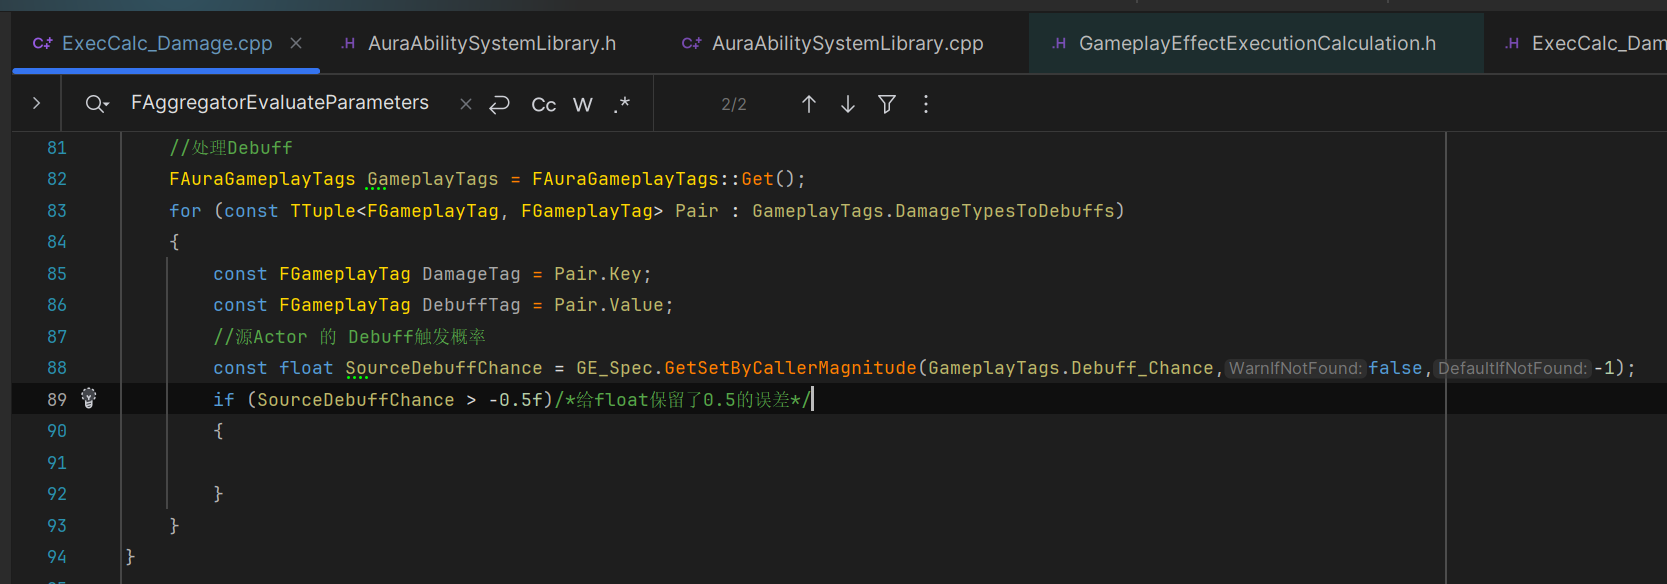 C++ ExecCalc_Damage.cpp × .H AuraAbilitySystemLibrary.h C++ AuraAbilitySystemLibrary.cpp .H GameplayEffectExecutionCalculation.h .H ExecCalc_Dam
FAggregatorEvaluateParameters × Cc W .* 2/2
81 //处理Debuff
82 FAuraGameplayTags GameplayTags = FAuraGameplayTags::Get();
83 for (const TTuple<FGameplayTag, FGameplayTag> Pair : GameplayTags.DamageTypesToDebuffs)
84 {
85 const FGameplayTag DamageTag = Pair.Key;
86 const FGameplayTag DebuffTag = Pair.Value;
87 //源Actor 的 Debuff触发概率
88 const float SourceDebuffChance = GE_Spec.GetSetByCallerMagnitude(GameplayTags.Debuff_Chance, WarnIfNotFound: false, DefaultIfNotFound: -1);
89 if (SourceDebuffChance > -0.5f)/*给float保留了0.5的误差*/
90 {
91
92 }
93 }
94 }